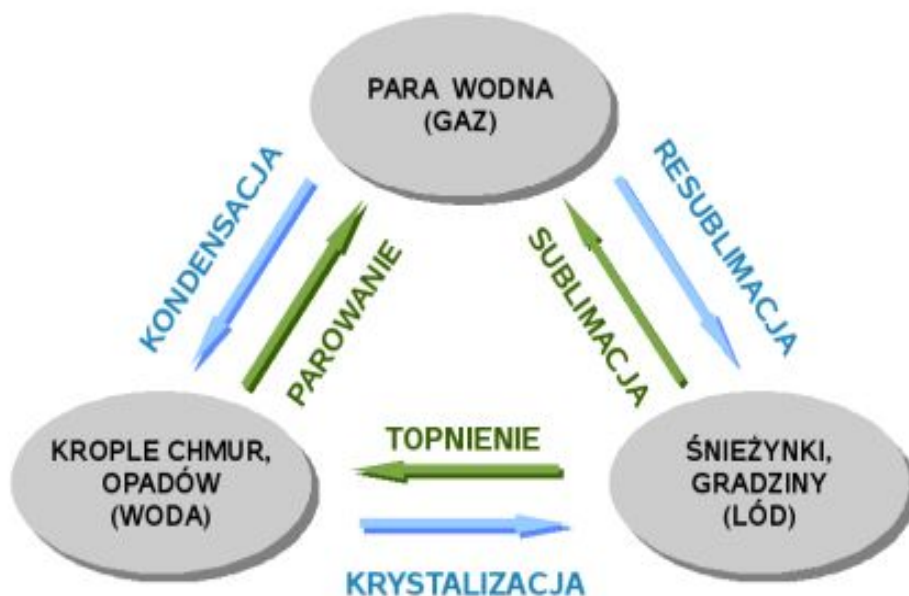 PARA WODNA
(GAZ)
KONDENSACJA
PAROWANIE
SUBLIMACJA
RESUBLIMACJA
KROPLE CHMUR,
OPADÓW
(WODA)
TOPNIENIE
KRYSTALIZACJA
ŚNIEŻYNKI,
GRADZINY
(LÓD)